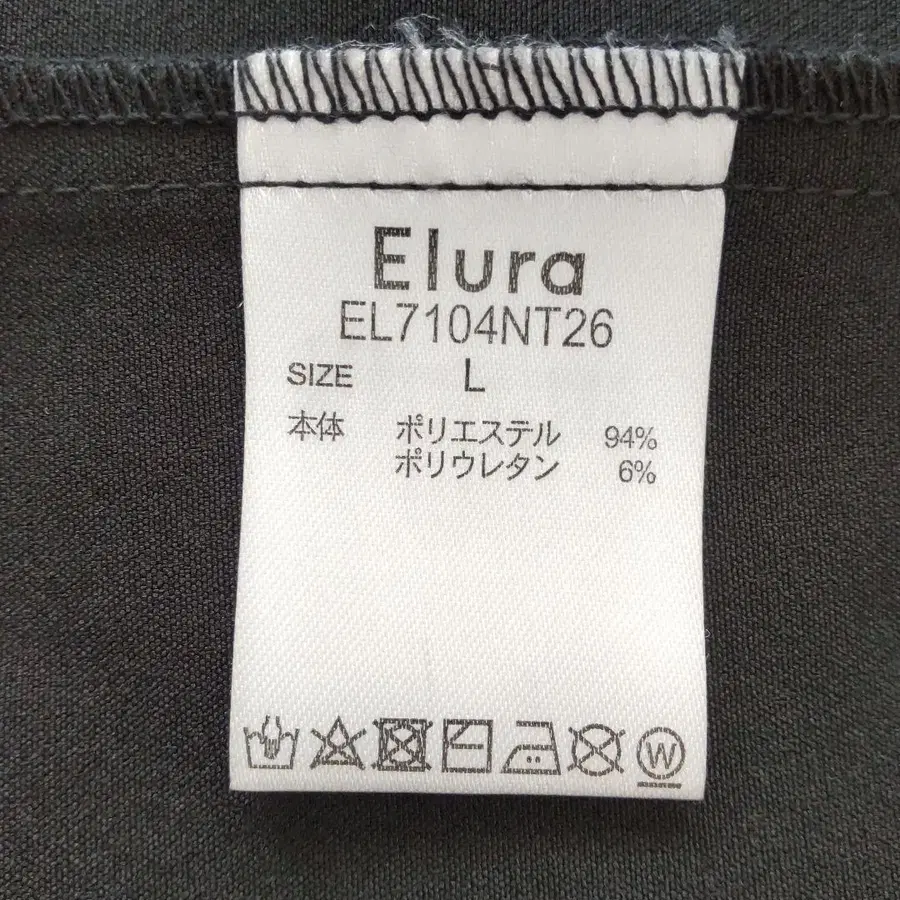 Elura
EL7104NT26
SIZE L
本体 ポリエステル 94%
ポリウレタン 6%
W